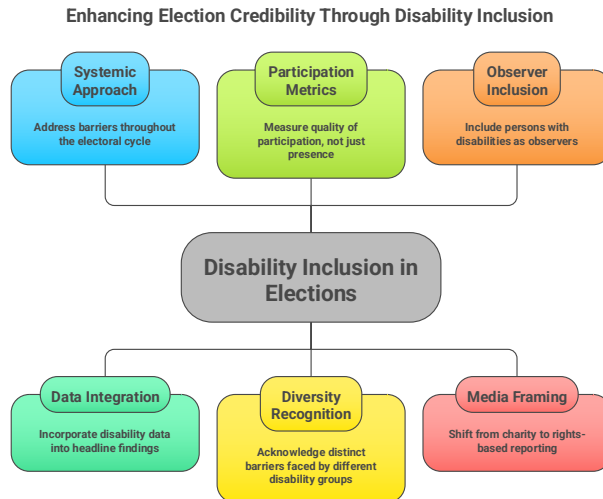 Enhancing Election Credibility Through Disability Inclusion
Systemic
Approach
Address barriers throughout
the electoral cycle
Participation
Metrics
Measure quality of
participation, not just
presence
Observer
Inclusion
Include persons with
disabilities as observers
Disability Inclusion in
Elections
Data Integration
Incorporate disability data
into headline findings
Diversity
Recognition
Acknowledge distinct
barriers faced by different
disability groups
Media Framing
Shift from charity to rights-
based reporting